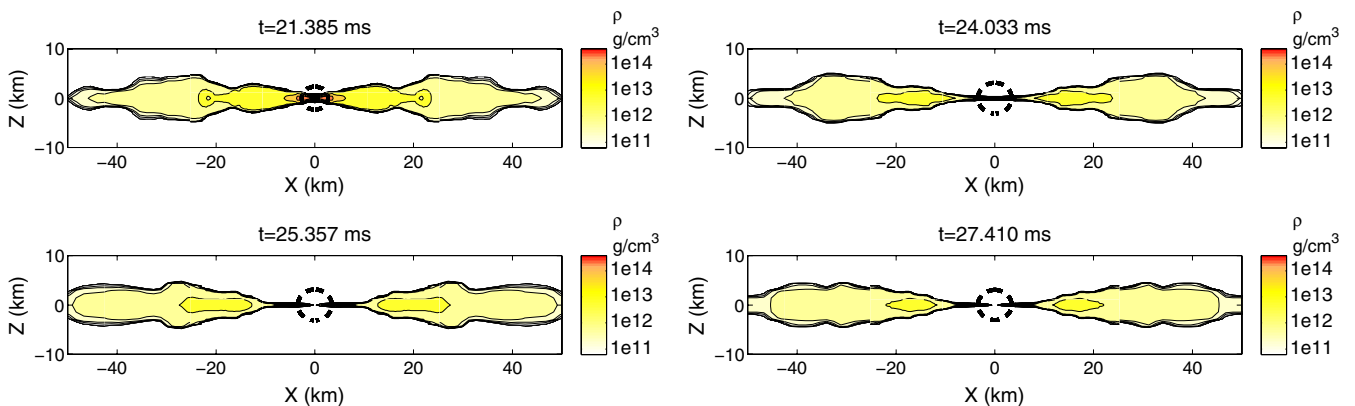 t=21.385 ms
ρ
g/cm³
10
0
−10
Z (km)
−40 −20 0 20 40
X (km)
1e14
1e13
1e12
1e11
t=24.033 ms
ρ
g/cm³
10
0
−10
Z (km)
−40 −20 0 20 40
X (km)
1e14
1e13
1e12
1e11
t=25.357 ms
ρ
g/cm³
10
0
−10
Z (km)
−40 −20 0 20 40
X (km)
1e14
1e13
1e12
1e11
t=27.410 ms
ρ
g/cm³
10
0
−10
Z (km)
−40 −20 0 20 40
X (km)
1e14
1e13
1e12
1e11